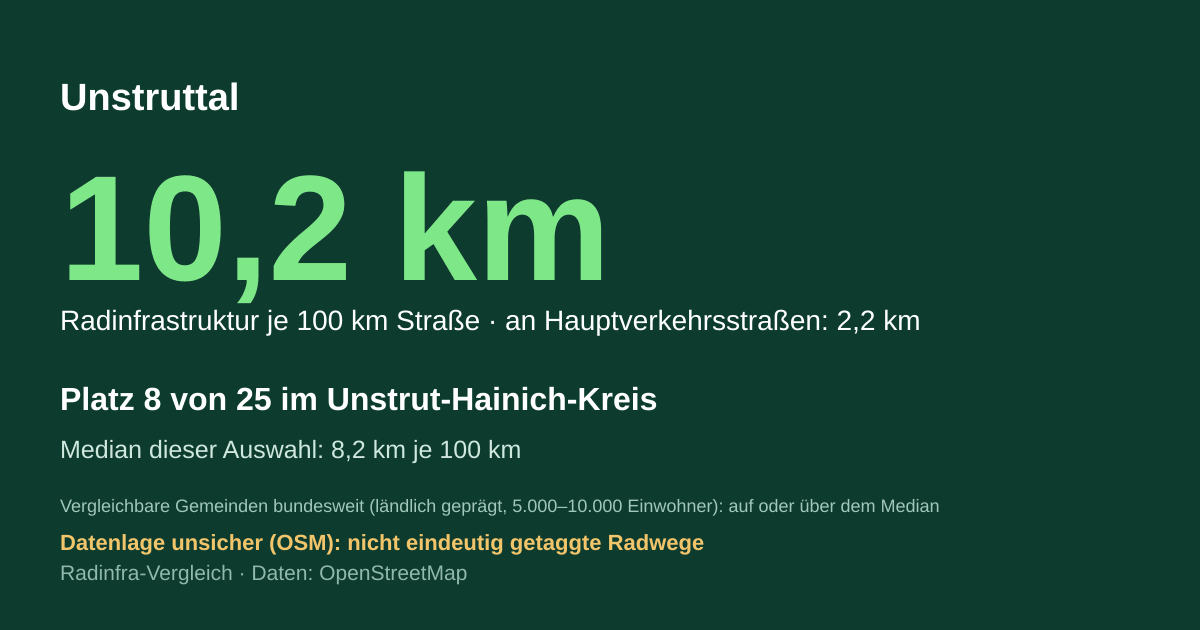 Unstruttal
10,2 km
Radinfrastruktur je 100 km Straße · an Hauptverkehrsstraßen: 2,2 km
Platz 8 von 25 im Unstrut-Hainich-Kreis
Median dieser Auswahl: 8,2 km je 100 km
Vergleichbare Gemeinden bundesweit (ländlich geprägt, 5.000–10.000 Einwohner): auf oder über dem Median
Datenlage unsicher (OSM): nicht eindeutig getaggte Radwege
Radinfra-Vergleich · Daten: OpenStreetMap